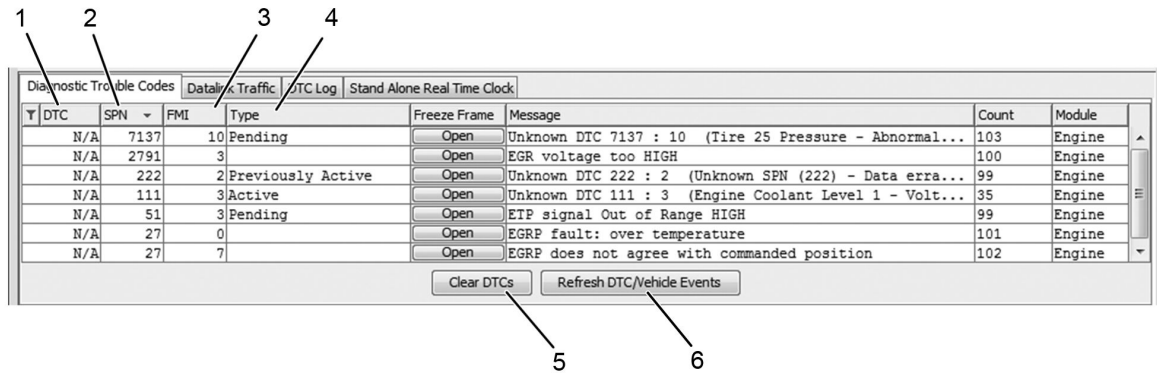 1 2 3 4
Diagnostic Trouble Codes Datalink Traffic DTC Log Stand Alone Real Time Clock
DTC SPN FMI Type Freeze Frame Message Count Module
N/A 7137 10 Pending Open Unknown DTC 7137 : 10 (Tire 25 Pressure - Abnormal... 103 Engine
N/A 2791 3 Open EGR voltage too HIGH 100 Engine
N/A 222 2 Previously Active Open Unknown DTC 222 : 2 (Unknown SPN (222) - Data erra... 99 Engine
N/A 111 3 Active Open Unknown DTC 111 : 3 (Engine Coolant Level 1 - Volt... 35 Engine
N/A 51 3 Pending Open ETP signal Out of Range HIGH 99 Engine
N/A 27 0 Open EGRP fault: over temperature 101 Engine
N/A 27 7 Open EGRP does not agree with commanded position 102 Engine
Clear DTCs Refresh DTC/Vehicle Events
5 6